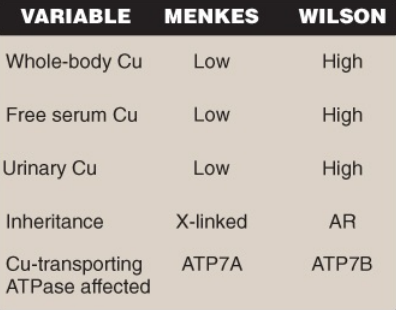 VARIABLE MENKES WILSON
Whole-body Cu Low High
Free serum Cu Low High
Urinary Cu Low High
Inheritance X-linked AR
Cu-transporting ATP7A ATP7B
ATPase affected